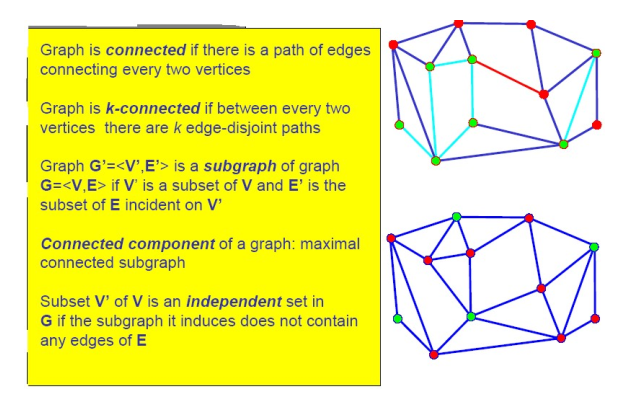 Graph is connected if there is a path of edges
connecting every two vertices
Graph is k-connected if between every two
vertices there are k edge-disjoint paths
Graph G'=<V',E'> is a subgraph of graph
G=<V,E> if V' is a subset of V and E' is the
subset of E incident on V'
Connected component of a graph: maximal
connected subgraph
Subset V' of V is an independent set in
G if the subgraph it induces does not contain
any edges of E